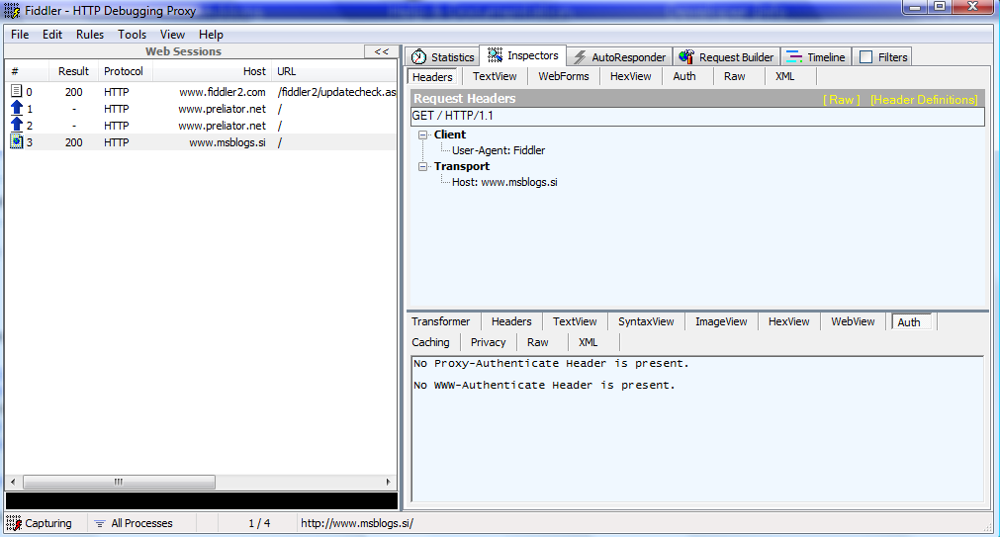 Fiddler - HTTP Debugging Proxy
File Edit Rules Tools View Help
Web Sessions <<
# Result Protocol Host URL
0 200 HTTP www.fiddler2.com /fiddler2/updatecheck.as
1 - HTTP www.preliator.net /
2 - HTTP www.preliator.net /
3 200 HTTP www.msblogs.si /
Statistics Inspectors AutoResponder Request Builder Timeline Filters
Headers TextView WebForms HexView Auth Raw XML
Request Headers [ Raw ] [Header Definitions]
GET / HTTP/1.1
Client
User-Agent: Fiddler
Transport
Host: www.msblogs.si
Transformer Headers TextView SyntaxView ImageView HexView WebView Auth
Caching Privacy Raw XML
No Proxy-Authenticate Header is present.
No WWW-Authenticate Header is present.
Capturing All Processes 1 / 4 http://www.msblogs.si/